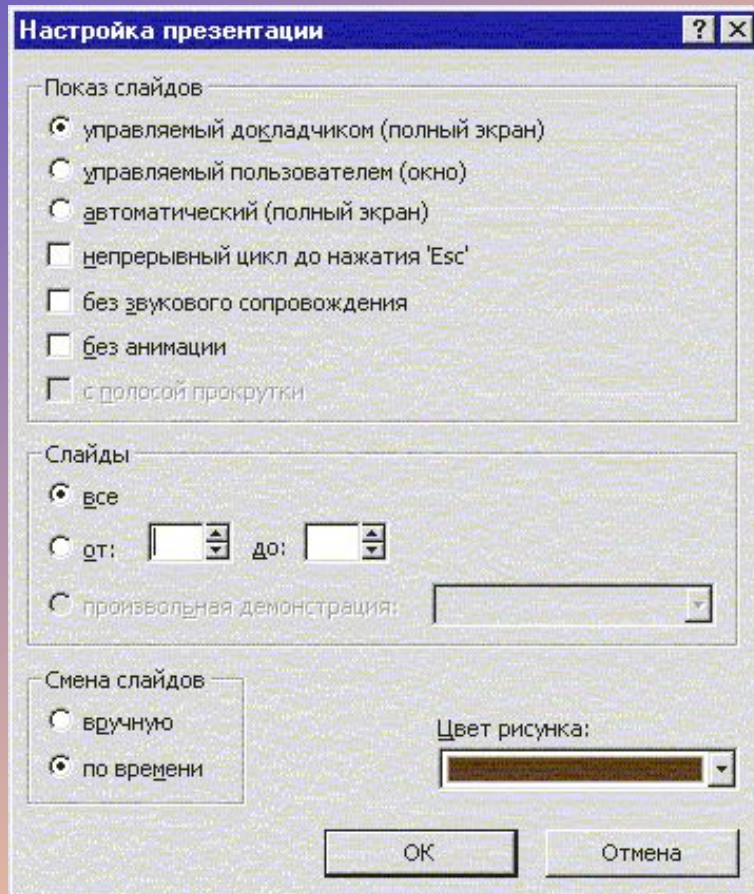 Настройка презентации
Показ слайдов
управляемый докладчиком (полный экран)
управляемый пользователем (окно)
автоматический (полный экран)
непрерывный цикл до нажатия 'Esc'
без звукового сопровождения
без анимации
с полосой прокрутки
Слайды
все
от: до:
произвольная демонстрация:
Смена слайдов
вручную
по времени
Цвет рисунка:
ОК Отмена